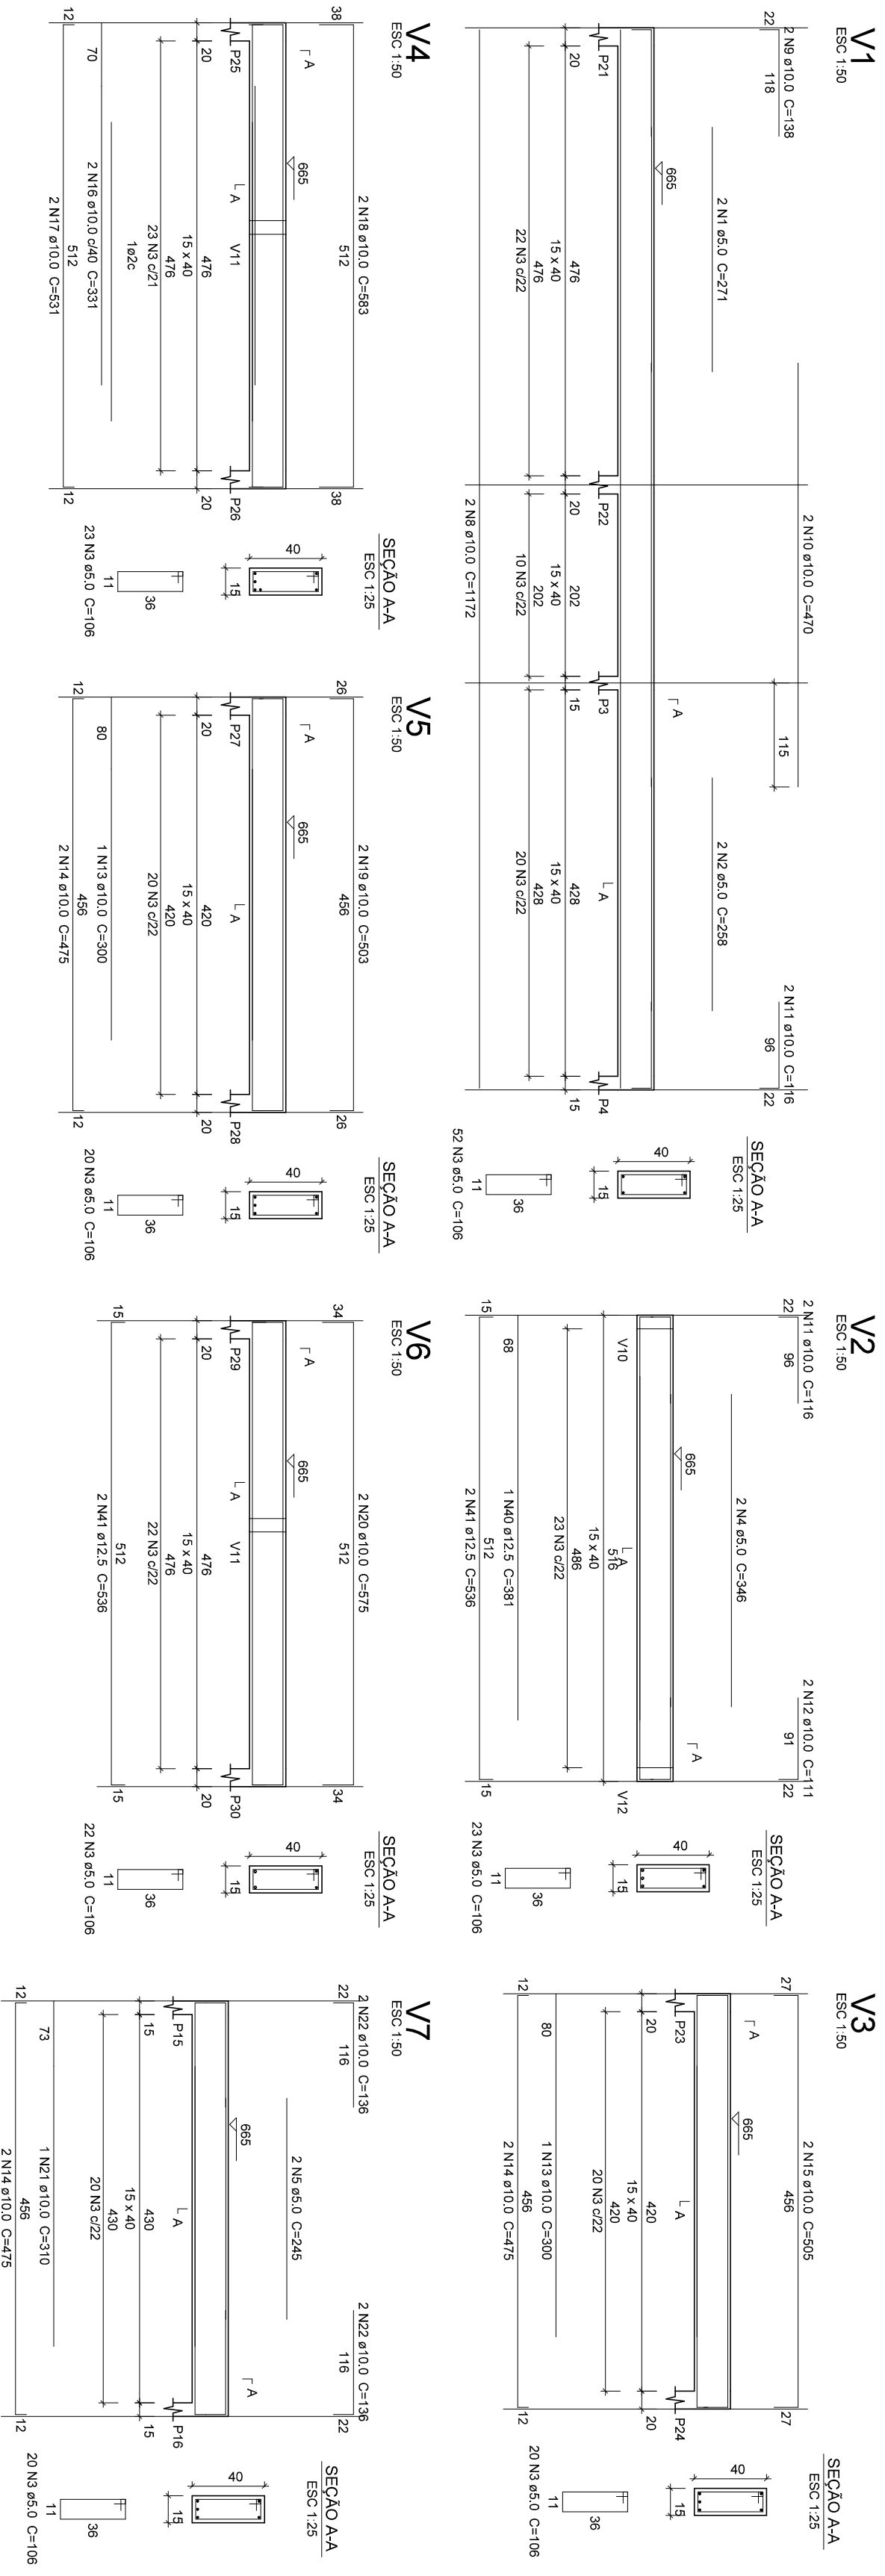 V1
ESC 1:50
2 N9 ø10.0 C=138
118
22
2 N1 ø5.0 C=271
2 N10 ø10.0 C=470
115
2 N2 ø5.0 C=258
2 N11 ø10.0 C=116
96
22
665
A
A
P21
P22
P3
P4
20
20
15
15
476
15 x 40
476
22 N3 c/22
202
15 x 40
202
10 N3 c/22
428
15 x 40
428
20 N3 c/22
2 N8 ø10.0 C=1172
SEÇÃO A-A
ESC 1:25
40
15
36
11
52 N3 ø5.0 C=106
V2
ESC 1:50
2 N11 ø10.0 C=116
96
22
2 N4 ø5.0 C=346
2 N12 ø10.0 C=111
91
22
665
A
A
V10
V12
516
15 x 40
486
23 N3 c/22
68
1 N40 ø12.5 C=381
512
2 N41 ø12.5 C=536
15
15
SEÇÃO A-A
ESC 1:25
40
15
36
11
23 N3 ø5.0 C=106
V3
ESC 1:50
2 N15 ø10.0 C=505
456
27
27
A
A
665
P23
P24
20
20
420
15 x 40
420
20 N3 c/22
80
1 N13 ø10.0 C=300
456
2 N14 ø10.0 C=475
12
12
SEÇÃO A-A
ESC 1:25
40
15
36
11
20 N3 ø5.0 C=106
V4
ESC 1:50
2 N18 ø10.0 C=583
512
38
38
A
A
665
P25
V11
P26
20
20
476
15 x 40
476
23 N3 c/21
1ø2c
70
2 N16 ø10.0 c/40 C=331
512
2 N17 ø10.0 C=531
12
12
SEÇÃO A-A
ESC 1:25
40
15
36
11
23 N3 ø5.0 C=106
V5
ESC 1:50
2 N19 ø10.0 C=503
456
26
26
A
A
665
P27
P28
20
20
420
15 x 40
420
20 N3 c/22
80
1 N13 ø10.0 C=300
456
2 N14 ø10.0 C=475
12
12
SEÇÃO A-A
ESC 1:25
40
15
36
11
20 N3 ø5.0 C=106
V6
ESC 1:50
2 N20 ø10.0 C=575
512
34
34
A
A
665
P29
V11
P30
20
20
476
15 x 40
476
22 N3 c/22
512
2 N41 ø12.5 C=536
15
15
SEÇÃO A-A
ESC 1:25
40
15
36
11
22 N3 ø5.0 C=106
V7
ESC 1:50
2 N22 ø10.0 C=136
116
22
2 N5 ø5.0 C=245
2 N22 ø10.0 C=136
116
22
665
A
A
P15
P16
15
15
430
15 x 40
430
20 N3 c/22
73
1 N21 ø10.0 C=310
456
2 N14 ø10.0 C=475
12
12
SEÇÃO A-A
ESC 1:25
40
15
36
11
20 N3 ø5.0 C=106